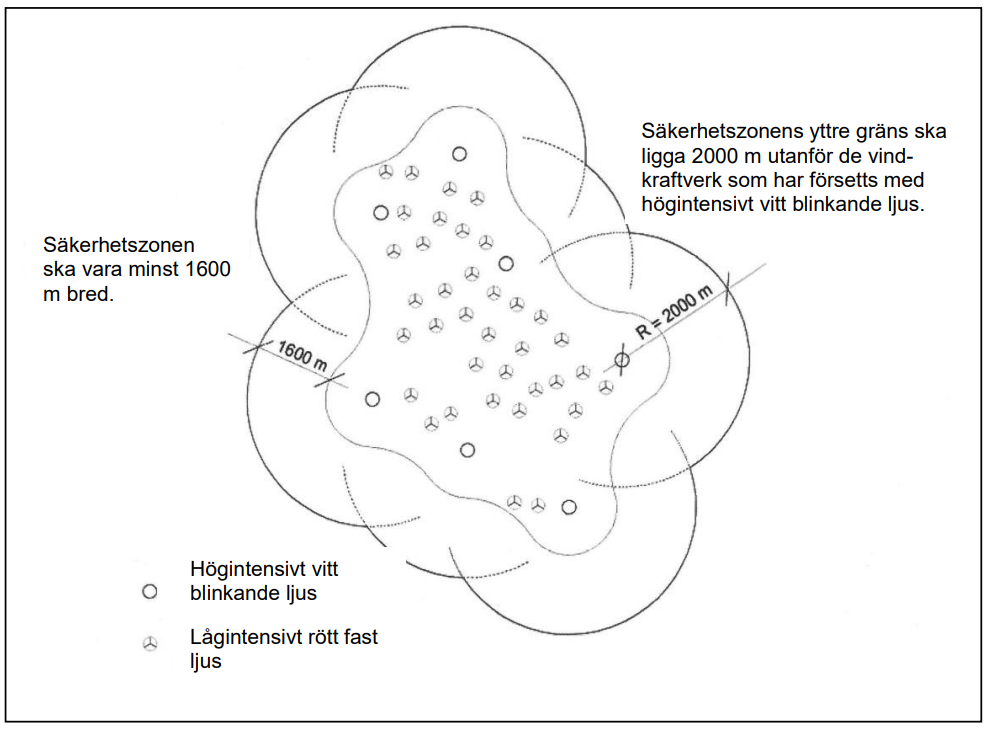 Säkerhetszonens yttre gräns ska
ligga 2000 m utanför de vind-
kraftverk som har försetts med
högintensivt vitt blinkande ljus.
Säkerhetszonen
ska vara minst 1600
m bred.
R = 2000 m
1600 m
Högintensivt vitt
blinkande ljus
Lågintensivt rött fast
ljus